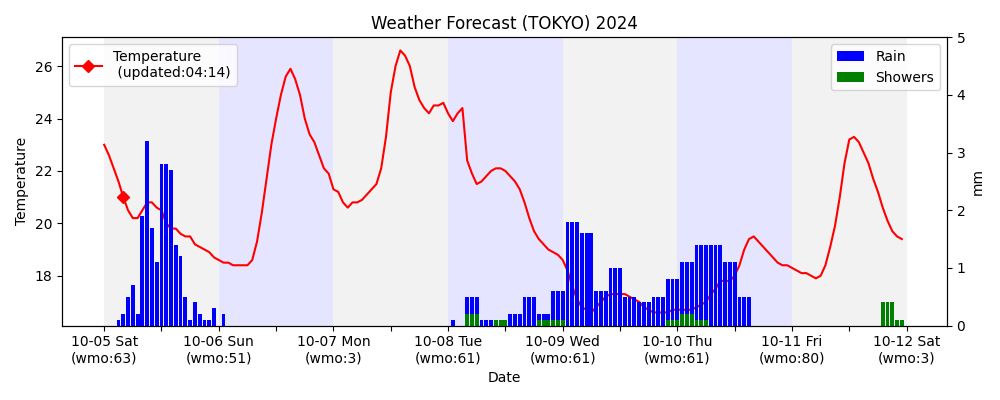 Weather Forecast (TOKYO) 2024
Temperature
(updated:04:14)
Rain
Showers
Temperature
26
24
22
20
18
mm
5
4
3
2
1
0
10-05 Sat
(wmo:63)
10-06 Sun
(wmo:51)
10-07 Mon
(wmo:3)
10-08 Tue
(wmo:61)
10-09 Wed
(wmo:61)
10-10 Thu
(wmo:61)
10-11 Fri
(wmo:80)
10-12 Sat
(wmo:3)
Date